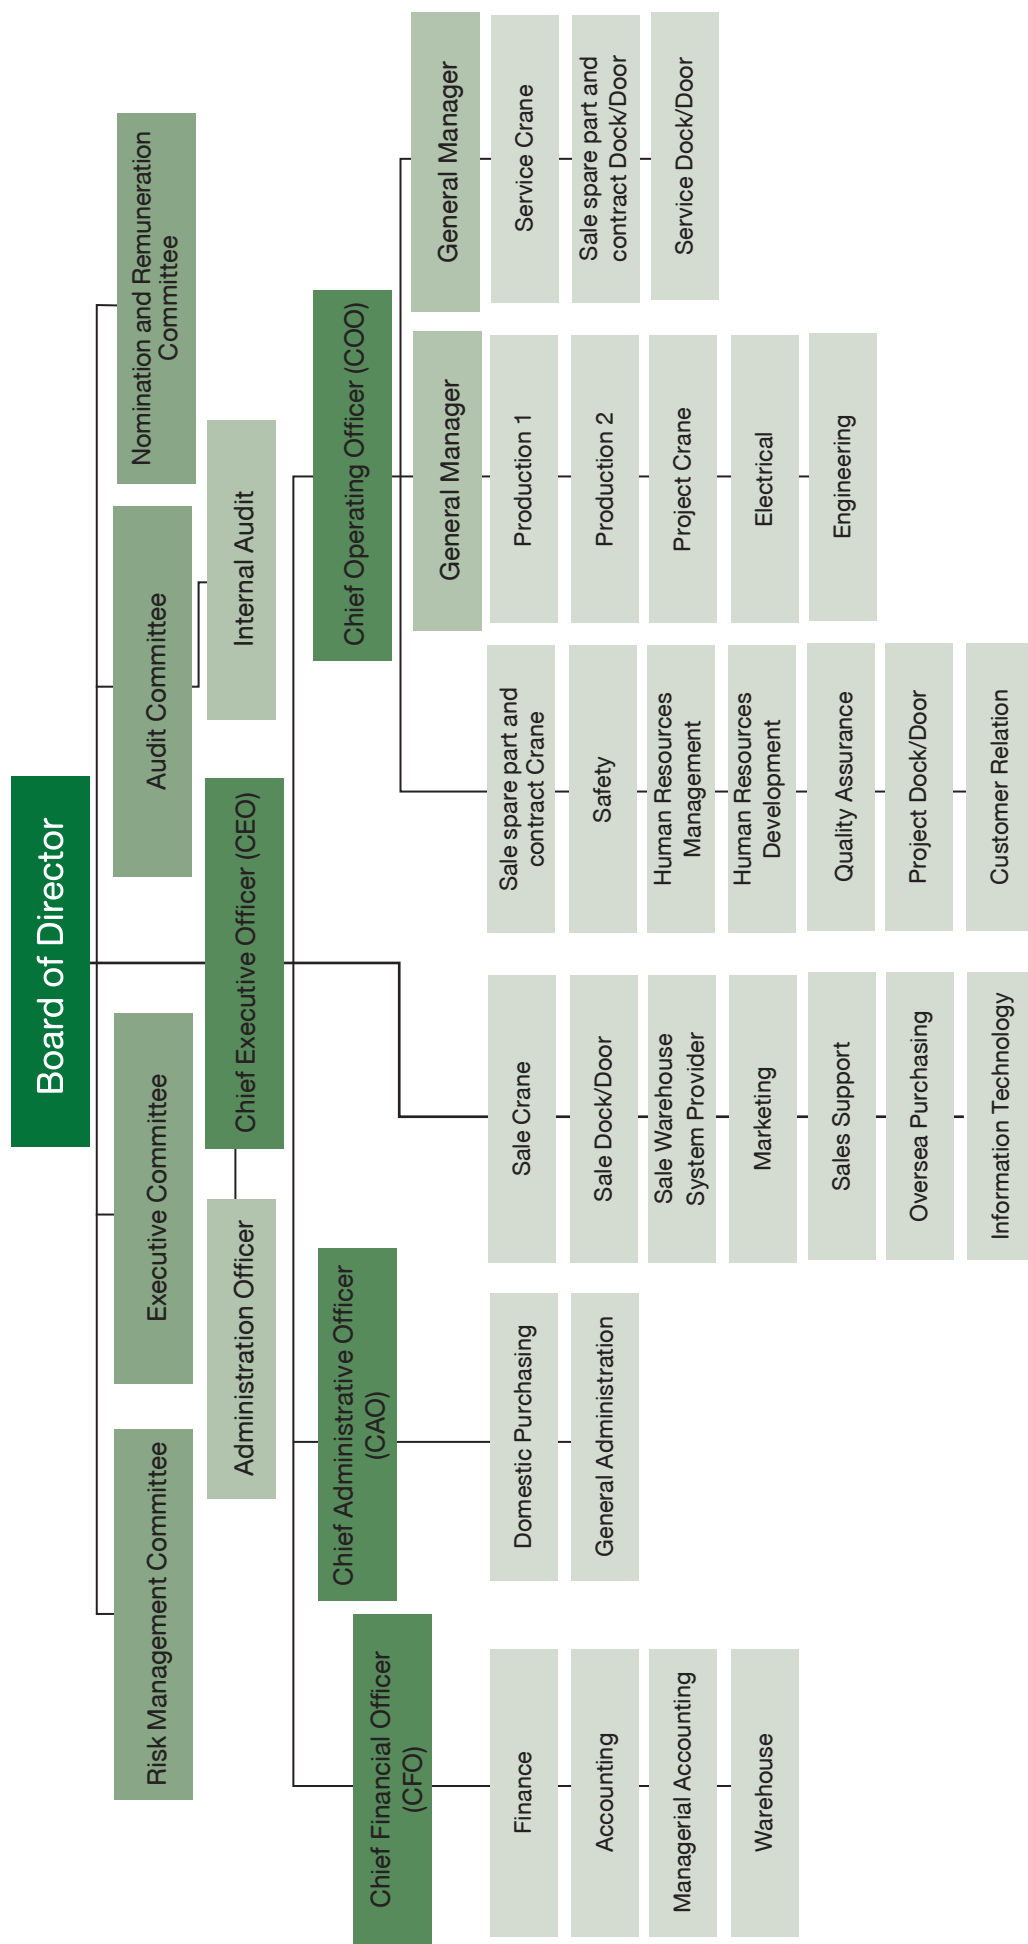 Board of Director
Risk Management Committee
Executive Committee
Audit Committee
Nomination and Remuneration
Committee
Administration Officer
Chief Executive Officer (CEO)
Internal Audit
Chief Financial Officer
(CFO)
Chief Administrative Officer
(CAO)
Chief Operating Officer (COO)
General Manager
General Manager
Finance
Accounting
Managerial Accounting
Warehouse
Domestic Purchasing
General Administration
Sale Crane
Sale Dock/Door
Sale Warehouse
System Provider
Marketing
Sales Support
Oversea Purchasing
Information Technology
Sale spare part and
contract Crane
Safety
Human Resources
Management
Human Resources
Development
Quality Assurance
Project Dock/Door
Customer Relation
Production 1
Production 2
Project Crane
Electrical
Engineering
Service Crane
Sale spare part and
contract Dock/Door
Service Dock/Door